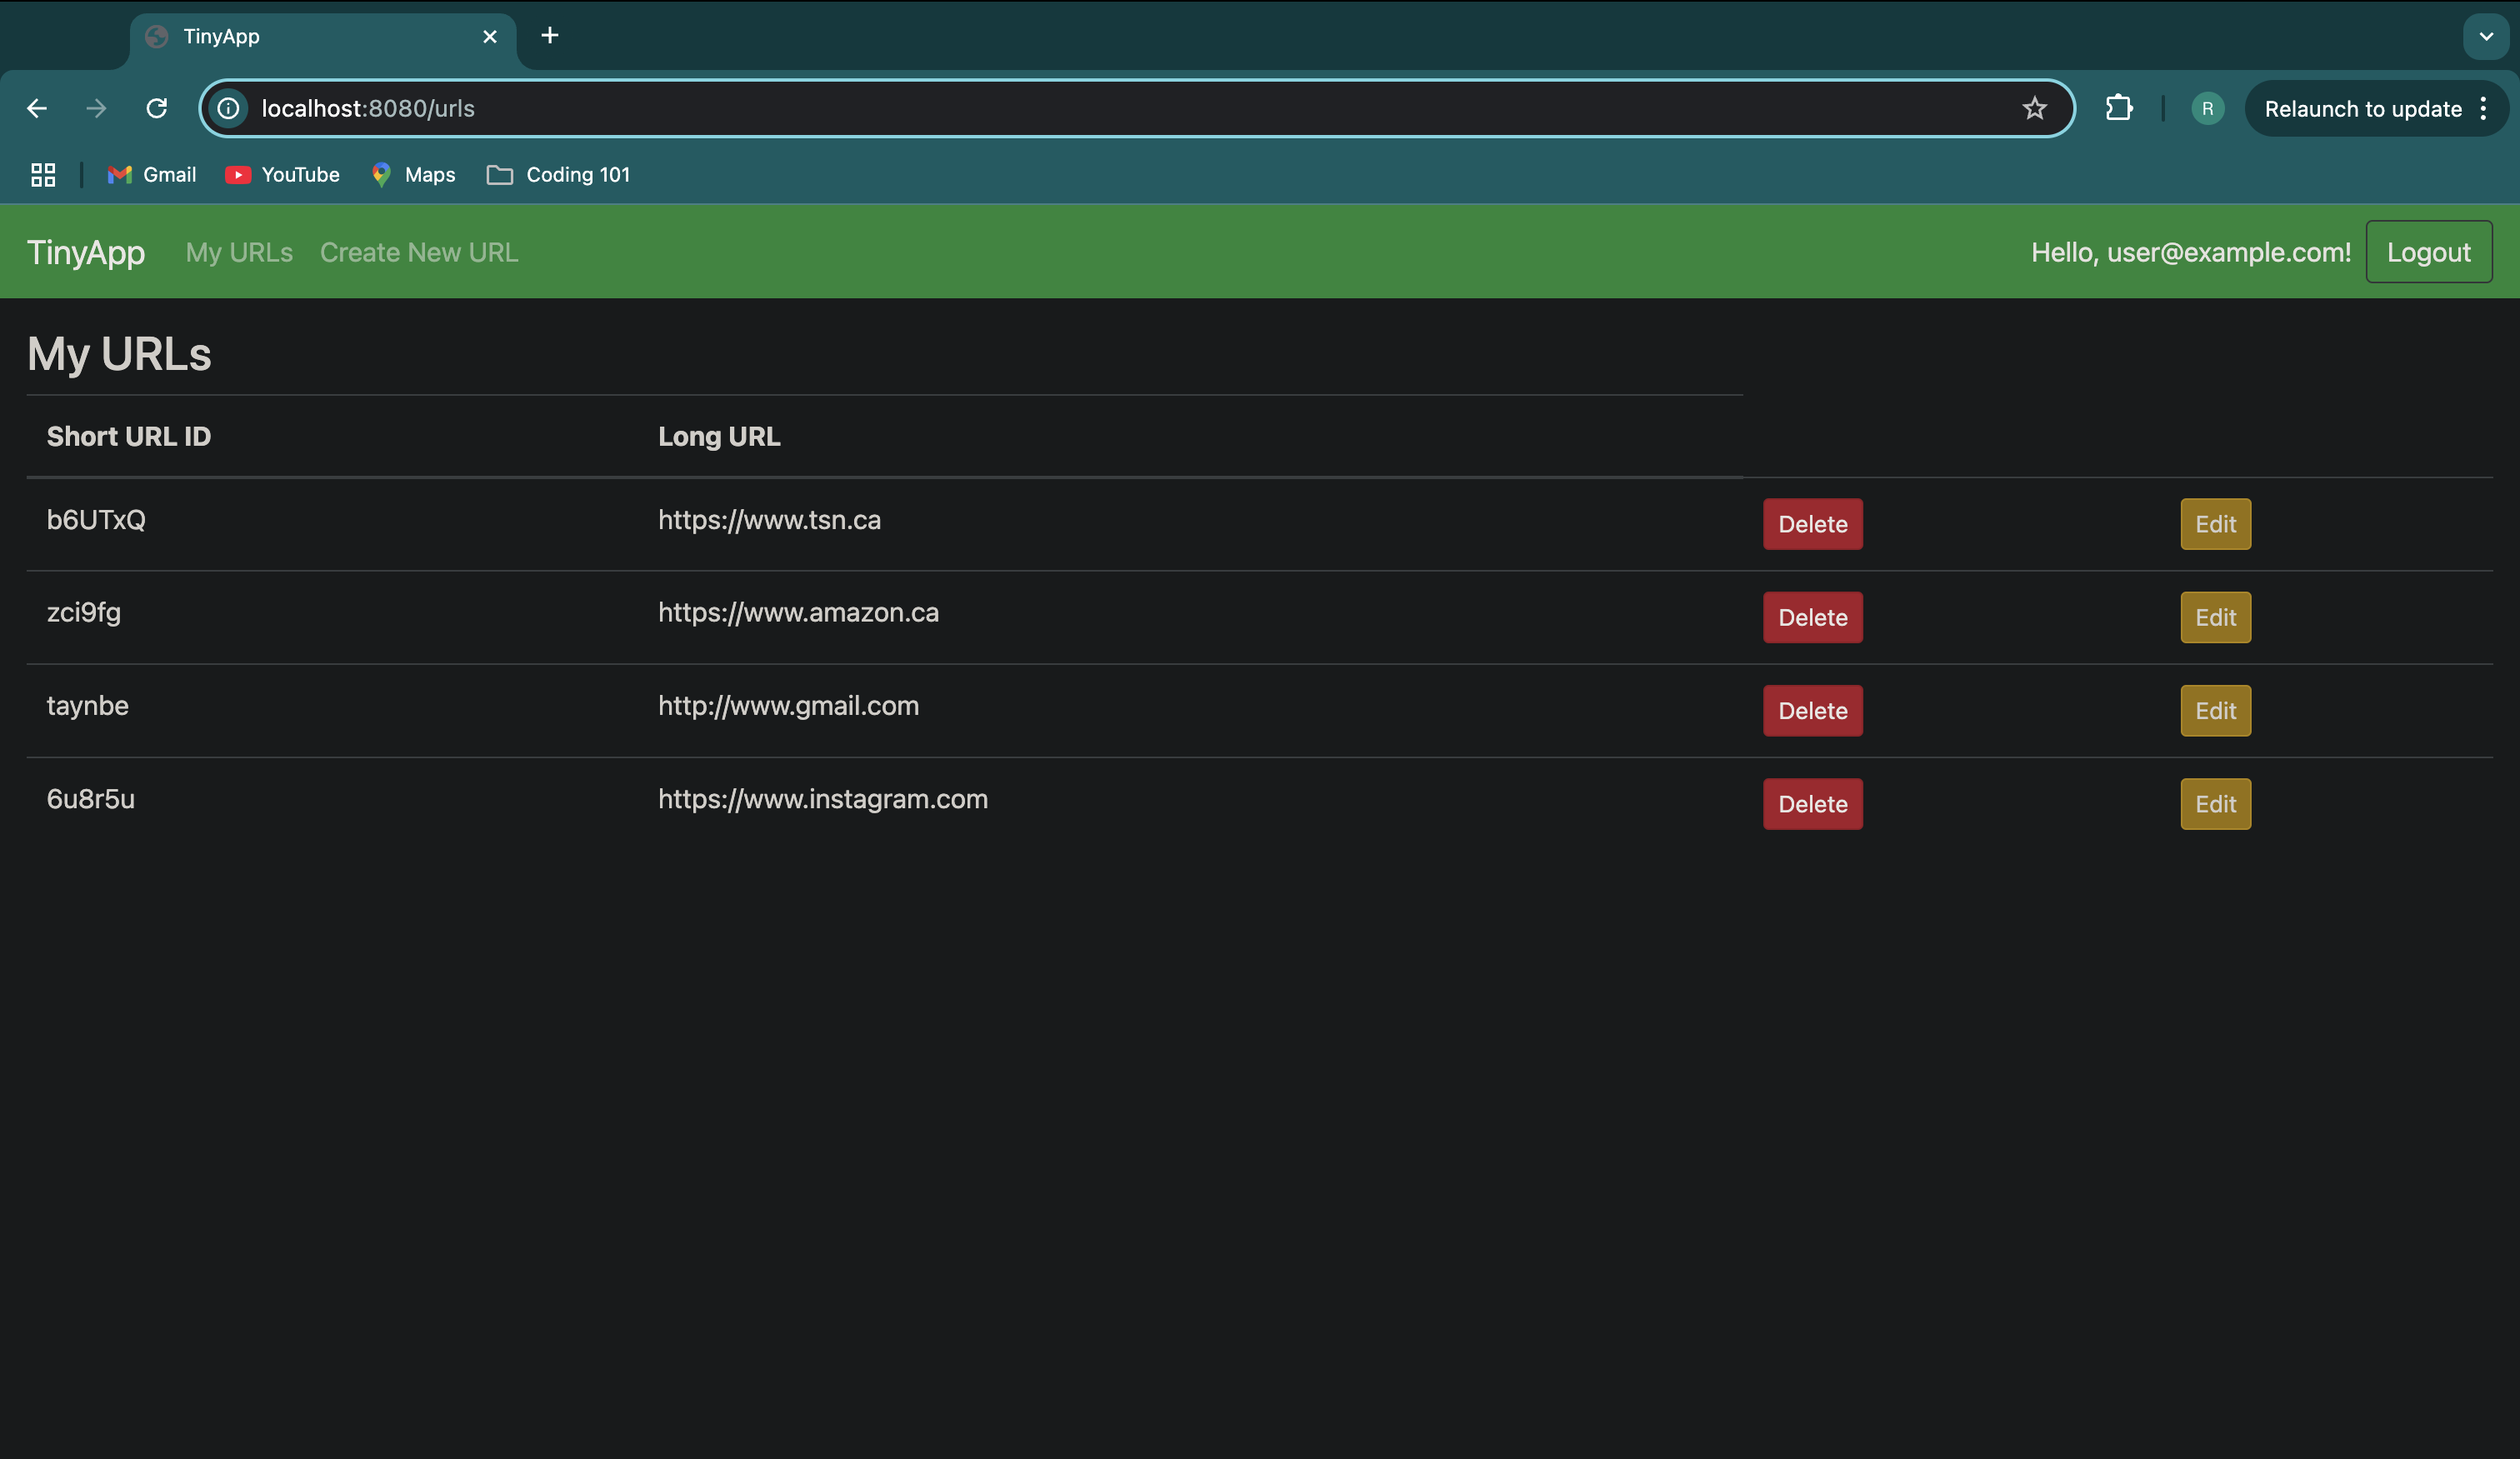 TinyApp
localhost:8080/urls
R
Relaunch to update
Gmail YouTube Maps Coding 101
TinyApp My URLs Create New URL Hello, user@example.com! Logout
My URLs
Short URL ID Long URL
b6UTxQ https://www.tsn.ca Delete Edit
zci9fg https://www.amazon.ca Delete Edit
taynbe http://www.gmail.com Delete Edit
6u8r5u https://www.instagram.com Delete Edit